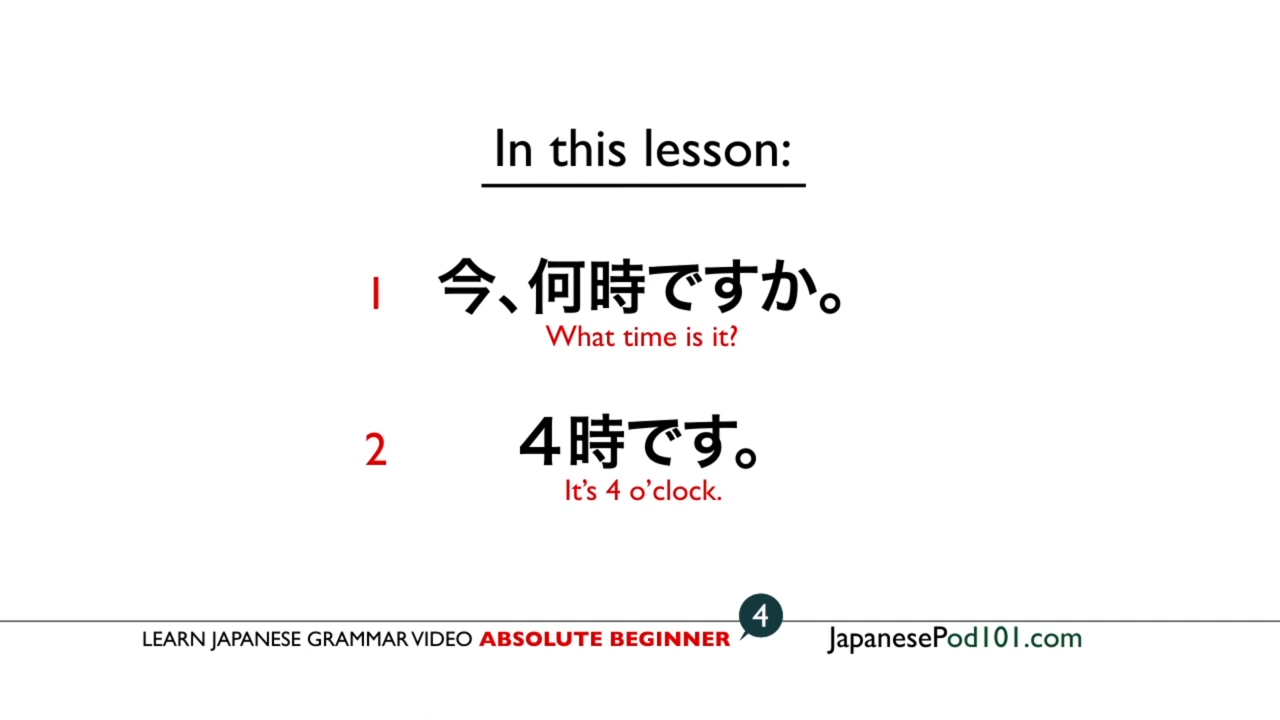 In this lesson:
1 今、何時ですか。
What time is it?
2 4時です。
It's 4 o'clock.
4
LEARN JAPANESE GRAMMAR VIDEO ABSOLUTE BEGINNER JapanesePod101.com